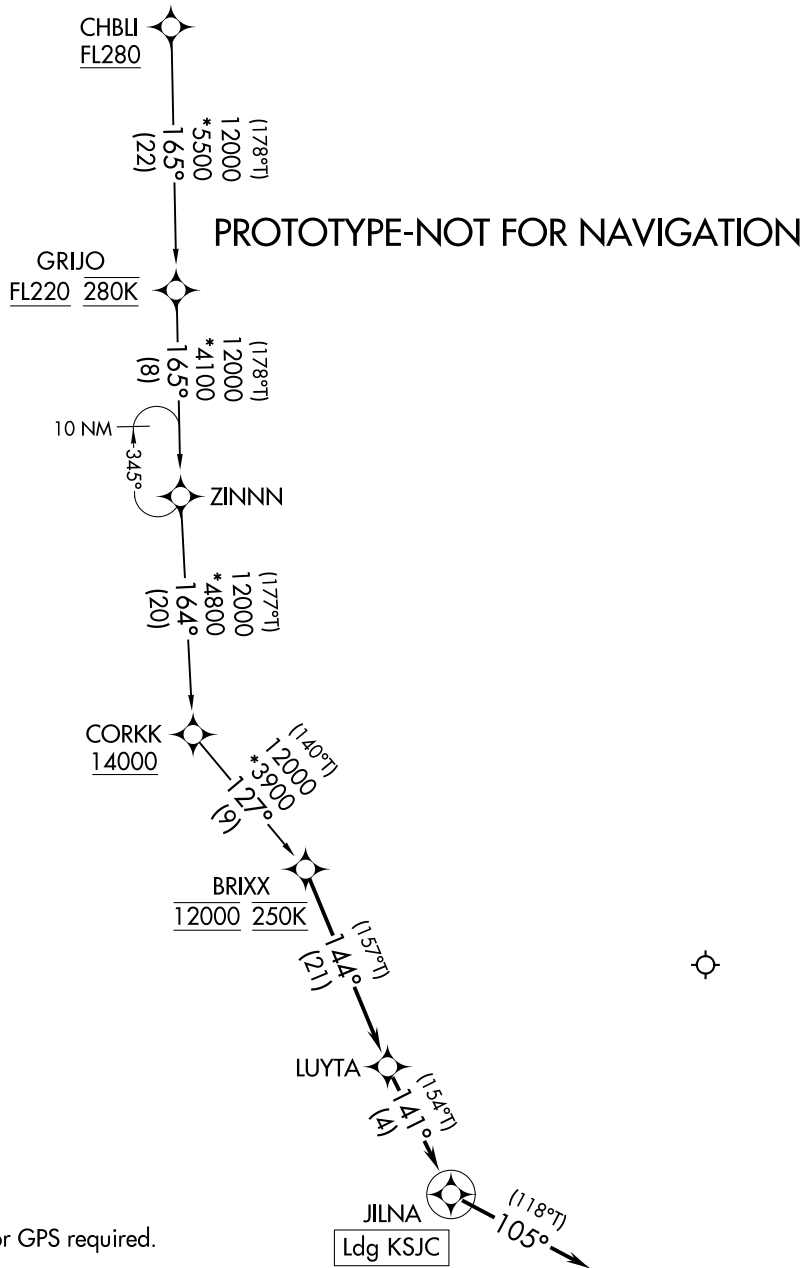 CHBLI
FL280
(178°T)
12000
*5500
165°
(22)
PROTOTYPE-NOT FOR NAVIGATION
GRIJO
FL220 280K
(178°T)
12000
*4100
165°
(8)
10 NM
345°
ZINNN
(177°T)
12000
*4800
164°
(20)
CORKK
14000
(140°T)
12000
*3900
127°
(9)
BRIXX
12000 250K
(157°T)
144°
(21)
LUYTA
(154°T)
141°
(4)
JILNA
Ldg KSJC
(118°T)
105°
or GPS required.